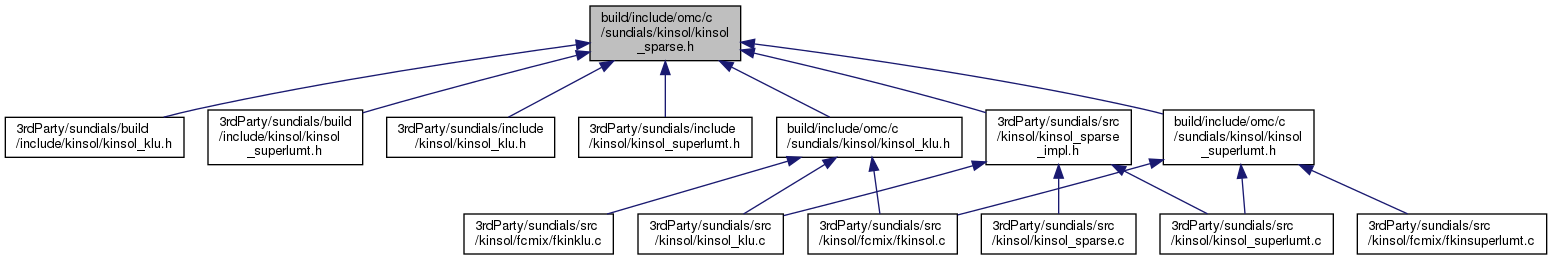 build/include/omc/c
/sundials/kinsol/kinsol
_sparse.h
3rdParty/sundials/build
/include/kinsol/kinsol_klu.h
3rdParty/sundials/build
/include/kinsol/kinsol
_superlumt.h
3rdParty/sundials/include
/kinsol/kinsol_klu.h
3rdParty/sundials/include
/kinsol/kinsol_superlumt.h
build/include/omc/c
/sundials/kinsol/kinsol_klu.h
3rdParty/sundials/src
/kinsol/kinsol_sparse
_impl.h
build/include/omc/c
/sundials/kinsol/kinsol
_superlumt.h
3rdParty/sundials/src
/kinsol/fcmix/fkinklu.c
3rdParty/sundials/src
/kinsol/kinsol_klu.c
3rdParty/sundials/src
/kinsol/fcmix/fkinsol.c
3rdParty/sundials/src
/kinsol/kinsol_sparse.c
3rdParty/sundials/src
/kinsol/kinsol_superlumt.c
3rdParty/sundials/src
/kinsol/fcmix/fkinsuperlumt.c